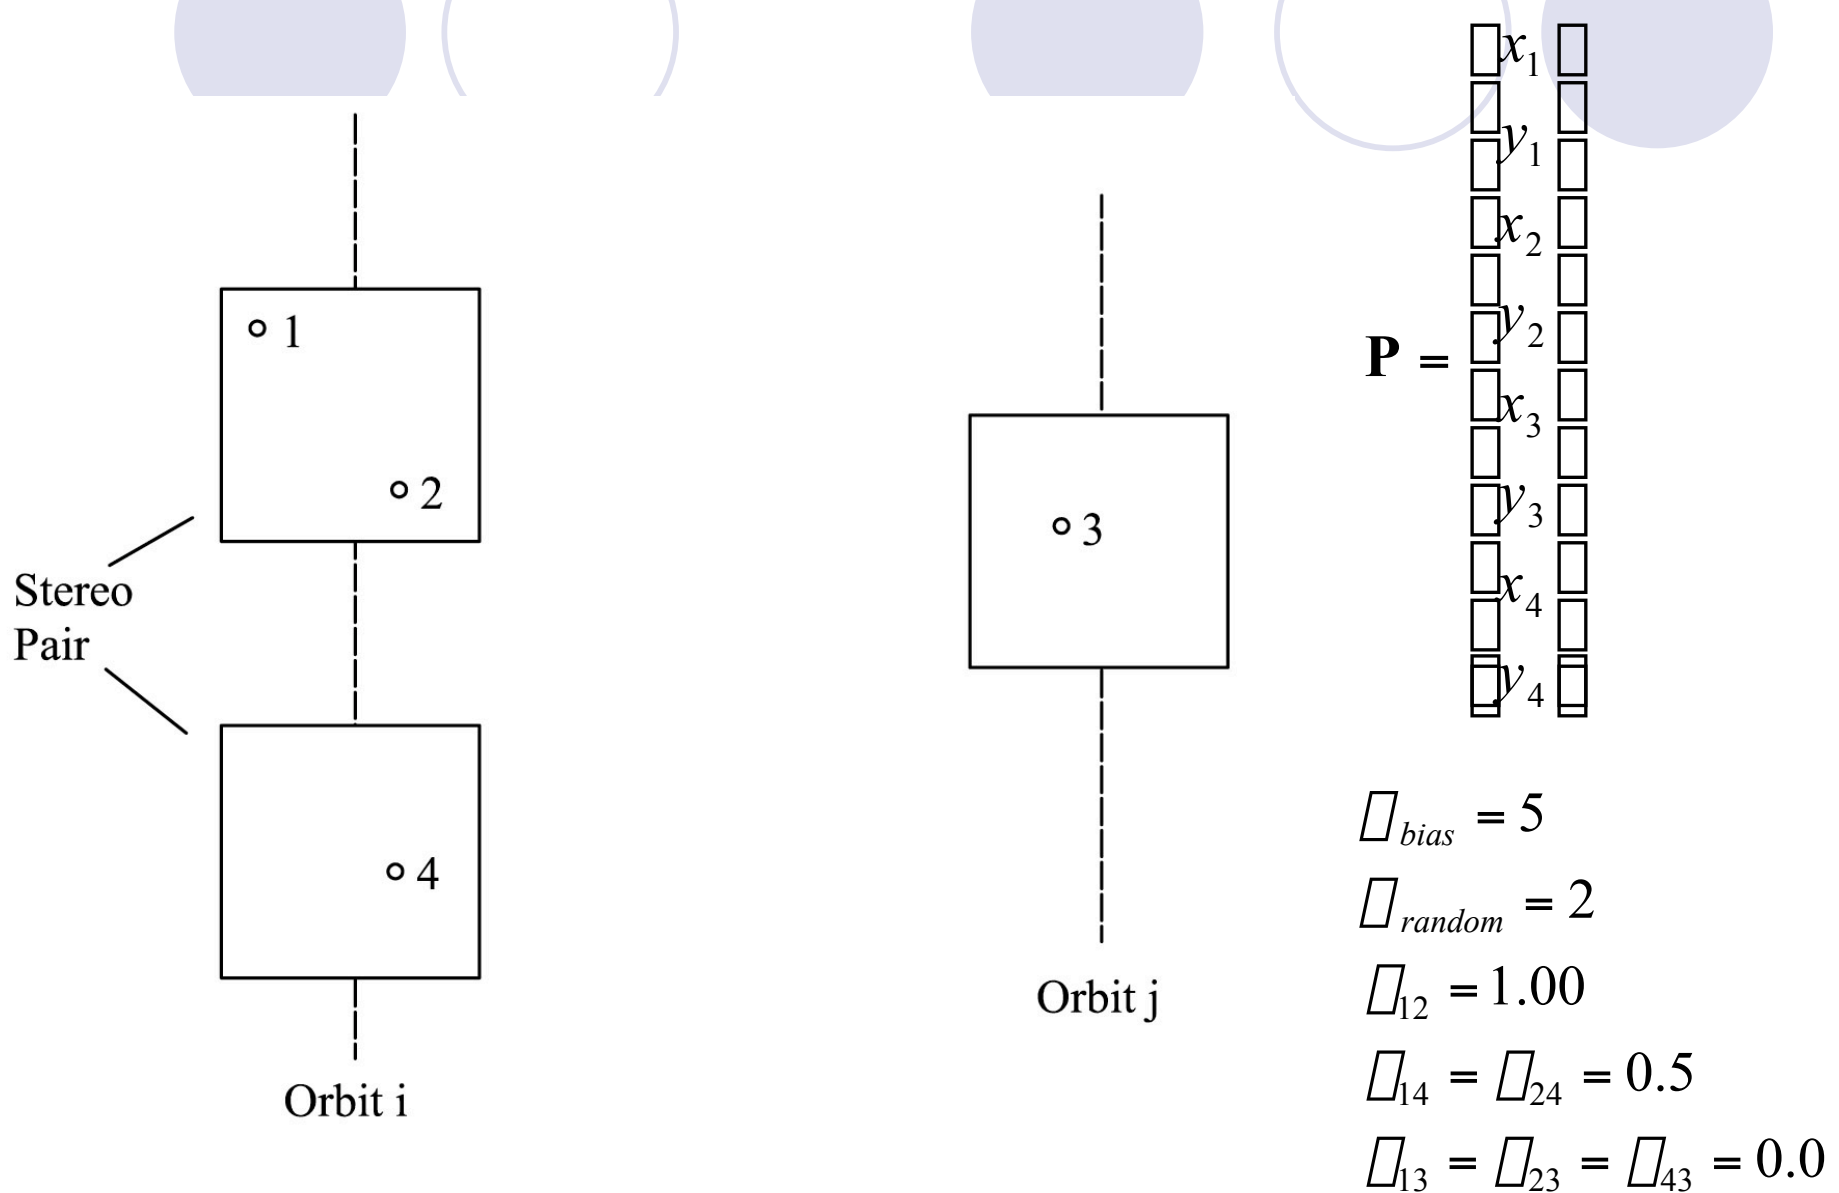 1
2
Stereo
Pair
4
Orbit i
3
Orbit j
P =
x1
y1
x2
y2
x3
y3
x4
y4
▯bias = 5
▯random = 2
▯12 = 1.00
▯14 = ▯24 = 0.5
▯13 = ▯23 = ▯43 = 0.0